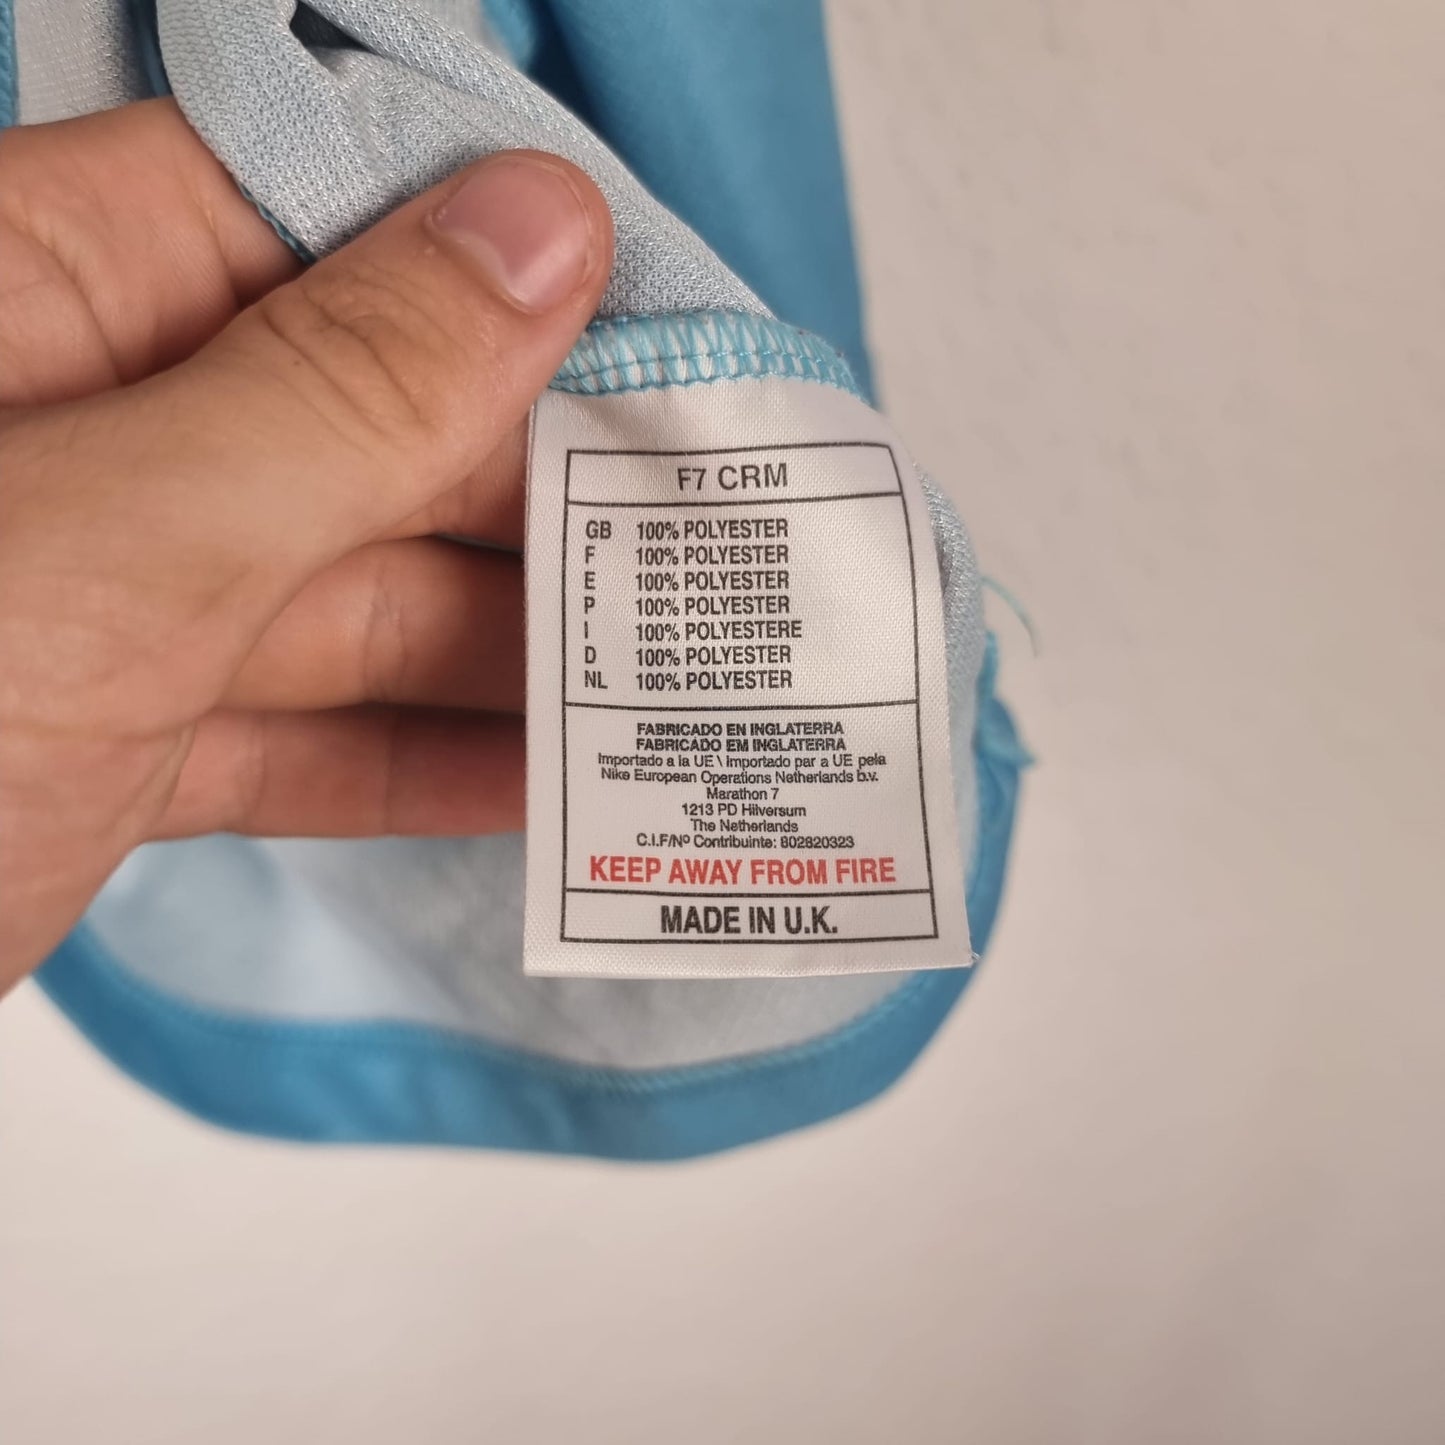 F7 CRM
GB 100% POLYESTER
F 100% POLYESTER
E 100% POLYESTER
P 100% POLYESTER
I 100% POLYESTERE
D 100% POLYESTER
NL 100% POLYESTER
FABRICADO EN INGLATERRA
FABRICADO EM INGLATERRA
Importado a la UE \ Importado par a UE pela
Nike European Operations Netherlands b.v.
Marathon 7
1213 PD Hilversum
The Netherlands
C.I.F/Nº Contribuinte: 802820323
KEEP AWAY FROM FIRE
MADE IN U.K.